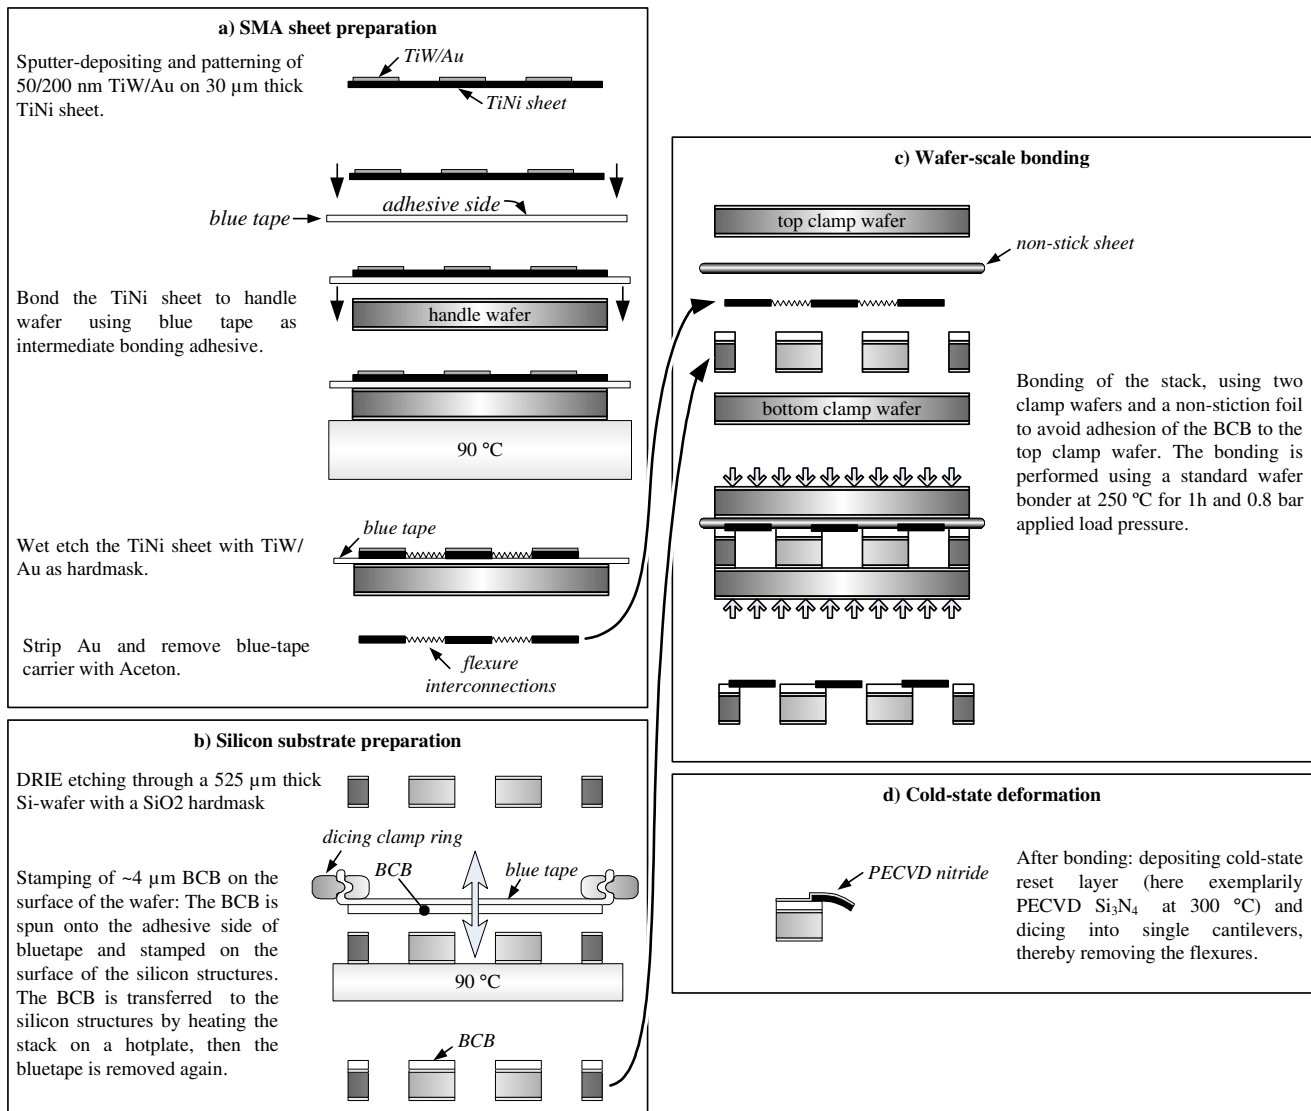 a) SMA sheet preparation
Sputter-depositing and patterning of
50/200 nm TiW/Au on 30 µm thick
TiNi sheet.
TiW/Au
TiNi sheet
adhesive side
blue tape
Bond the TiNi sheet to handle
wafer using blue tape as
intermediate bonding adhesive.
handle wafer
90 °C
Wet etch the TiNi sheet with TiW/
Au as hardmask.
blue tape
Strip Au and remove blue-tape
carrier with Aceton.
flexure
interconnections
b) Silicon substrate preparation
DRIE etching through a 525 µm thick
Si-wafer with a SiO2 hardmask
dicing clamp ring
BCB
blue tape
Stamping of ~4 µm BCB on the
surface of the wafer: The BCB is
spun onto the adhesive side of
bluetape and stamped on the
surface of the silicon structures.
The BCB is transferred to the
silicon structures by heating the
stack on a hotplate, then the
bluetape is removed again.
90 °C
BCB
c) Wafer-scale bonding
top clamp wafer
non-stick sheet
bottom clamp wafer
Bonding of the stack, using two
clamp wafers and a non-stiction foil
to avoid adhesion of the BCB to the
top clamp wafer. The bonding is
performed using a standard wafer
bonder at 250 ºC for 1h and 0.8 bar
applied load pressure.
d) Cold-state deformation
PECVD nitride
After bonding: depositing cold-state
reset layer (here exemplarily
PECVD Si₃N₄ at 300 °C) and
dicing into single cantilevers,
thereby removing the flexures.